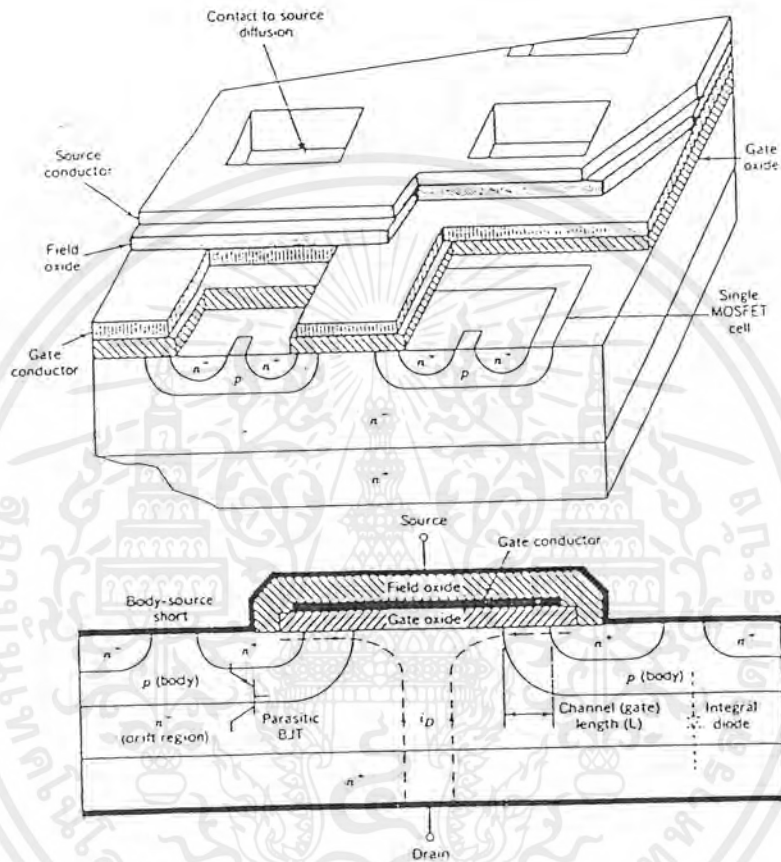 Contact to source
diffusion
Source
conductor
Gate
oxide
Field
oxide
Single
MOSFET
cell
Gate
conductor
n⁻
n⁻
p
n⁻
n⁻
p
n⁻
n⁻
Source
Gate conductor
Field oxide
Body-source
short
Gate oxide
n⁻
n⁺
n⁺
n⁻
p (body)
p (body)
n⁻
(drift region)
Parasitic
BJT
i_D
Channel (gate)
length (L)
Integral
diode
n⁺
Drain